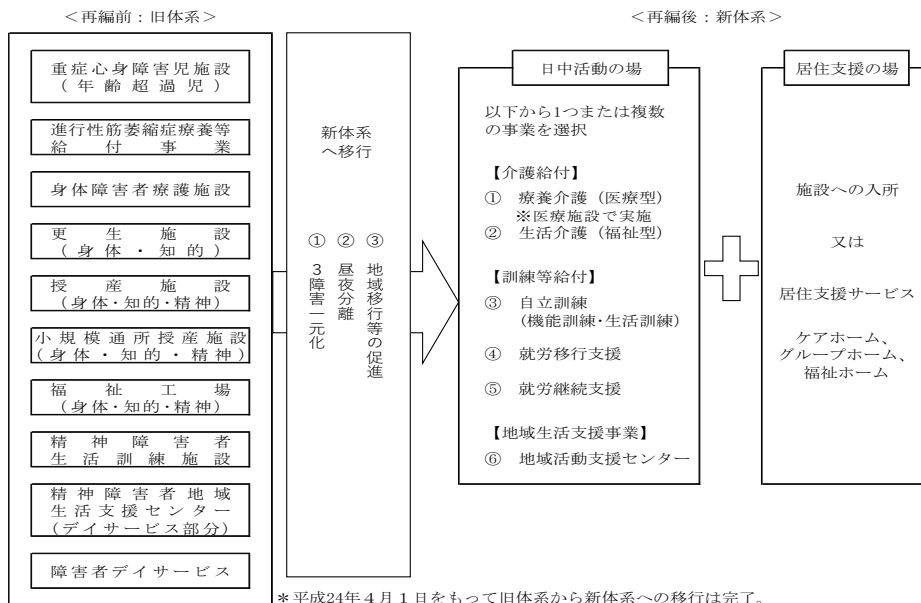 ＜再編前：旧体系＞
重症心身障害児施設
(年齢超過児)
進行性筋萎縮症療養等
給付事業
身体障害者療護施設
更生施設
(身体・知的)
授産施設
(身体・知的・精神)
小規模通所授産施設
(身体・知的・精神)
福祉工場
(身体・知的・精神)
精神障害者
生活訓練施設
精神障害者地域
生活支援センター
(デイサービス部分)
障害者デイサービス
新体系
へ移行
①３障害一元化
②昼夜分離
③地域移行等の促進
＜再編後：新体系＞
日中活動の場
以下から1つまたは複数
の事業を選択
【介護給付】
① 療養介護（医療型）
※医療施設で実施
② 生活介護（福祉型）
【訓練等給付】
③ 自立訓練
(機能訓練・生活訓練)
④ 就労移行支援
⑤ 就労継続支援
【地域生活支援事業】
⑥ 地域活動支援センター
居住支援の場
施設への入所
又は
居住支援サービス
ケアホーム、
グループホーム、
福祉ホーム
＊平成24年４月１日をもって旧体系から新体系への移行は完了。